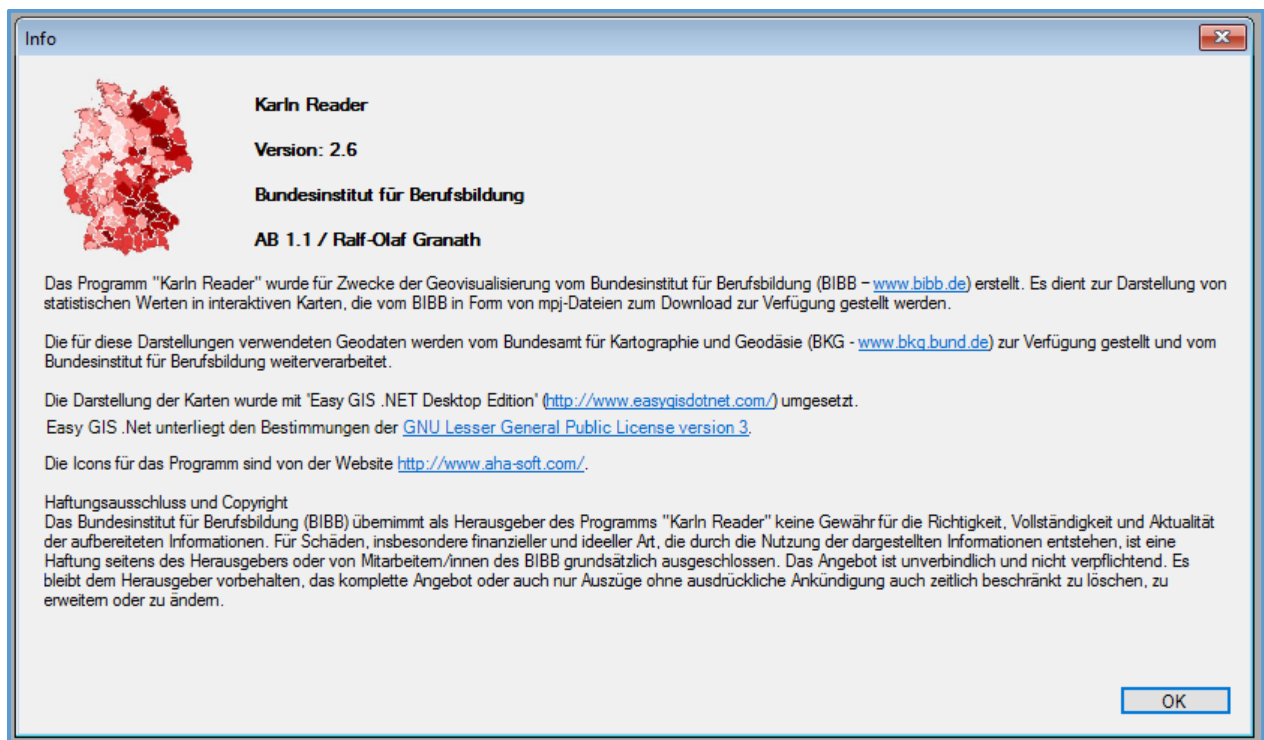 Info
KarIn Reader
Version: 2.6
Bundesinstitut für Berufsbildung
AB 1.1 / Ralf-Olaf Granath
Das Programm "KarIn Reader" wurde für Zwecke der Geovisualisierung vom Bundesinstitut für Berufsbildung (BIBB – www.bibb.de) erstellt. Es dient zur Darstellung von
statistischen Werten in interaktiven Karten, die vom BIBB in Form von mpj-Dateien zum Download zur Verfügung gestellt werden.
Die für diese Darstellungen verwendeten Geodaten werden vom Bundesamt für Kartographie und Geodäsie (BKG - www.bkg.bund.de) zur Verfügung gestellt und vom
Bundesinstitut für Berufsbildung weiterverarbeitet.
Die Darstellung der Karten wurde mit 'Easy GIS .NET Desktop Edition' (http://www.easygisdotnet.com/) umgesetzt.
Easy GIS .Net unterliegt den Bestimmungen der GNU Lesser General Public License version 3.
Die Icons für das Programm sind von der Website http://www.aha-soft.com/.
Haftungsausschluss und Copyright
Das Bundesinstitut für Berufsbildung (BIBB) übernimmt als Herausgeber des Programms "KarIn Reader" keine Gewähr für die Richtigkeit, Vollständigkeit und Aktualität
der aufbereiteten Informationen. Für Schäden, insbesondere finanzieller und ideeller Art, die durch die Nutzung der dargestellten Informationen entstehen, ist eine
Haftung seitens des Herausgebers oder von Mitarbeitern/innen des BIBB grundsätzlich ausgeschlossen. Das Angebot ist unverbindlich und nicht verpflichtend. Es
bleibt dem Herausgeber vorbehalten, das komplette Angebot oder auch nur Auszüge ohne ausdrückliche Ankündigung auch zeitlich beschränkt zu löschen, zu
erweitern oder zu ändern.
OK